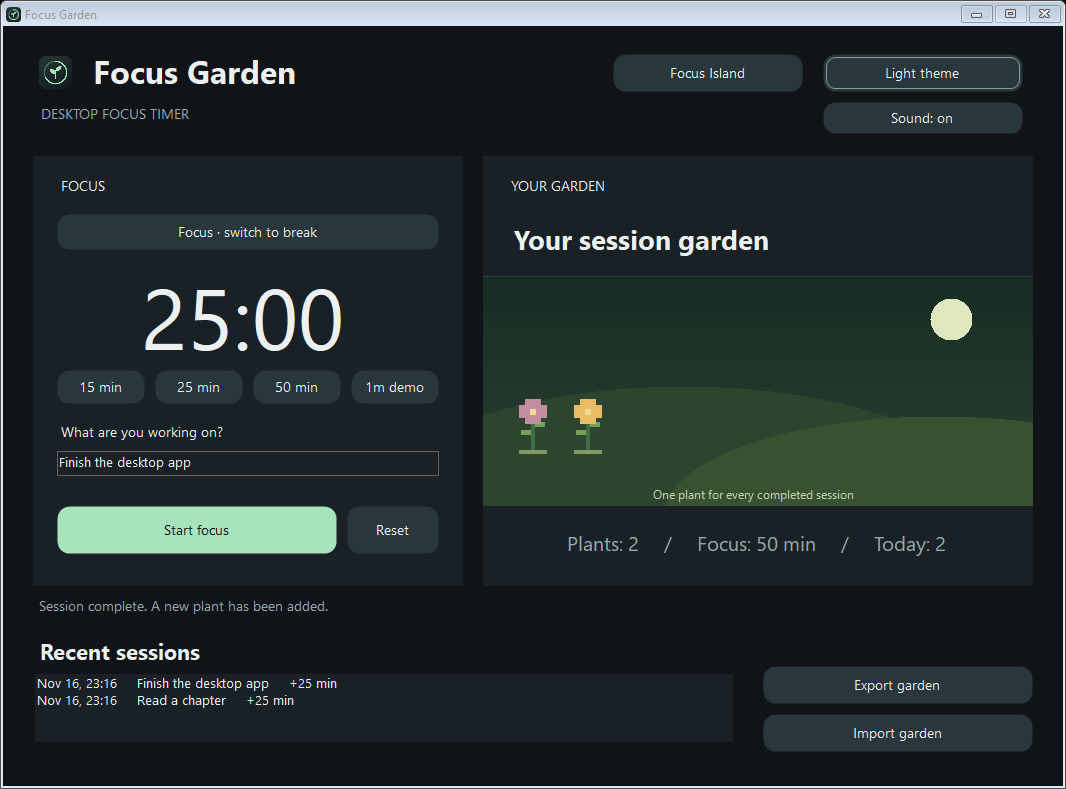 Focus Garden
Focus Garden
DESKTOP FOCUS TIMER
Focus Island
Light theme
Sound: on
FOCUS
Focus · switch to break
25:00
15 min
25 min
50 min
1m demo
What are you working on?
Finish the desktop app
Start focus
Reset
YOUR GARDEN
Your session garden
One plant for every completed session
Plants: 2 / Focus: 50 min / Today: 2
Session complete. A new plant has been added.
Recent sessions
Nov 16, 23:16 Finish the desktop app +25 min
Nov 16, 23:16 Read a chapter +25 min
Export garden
Import garden